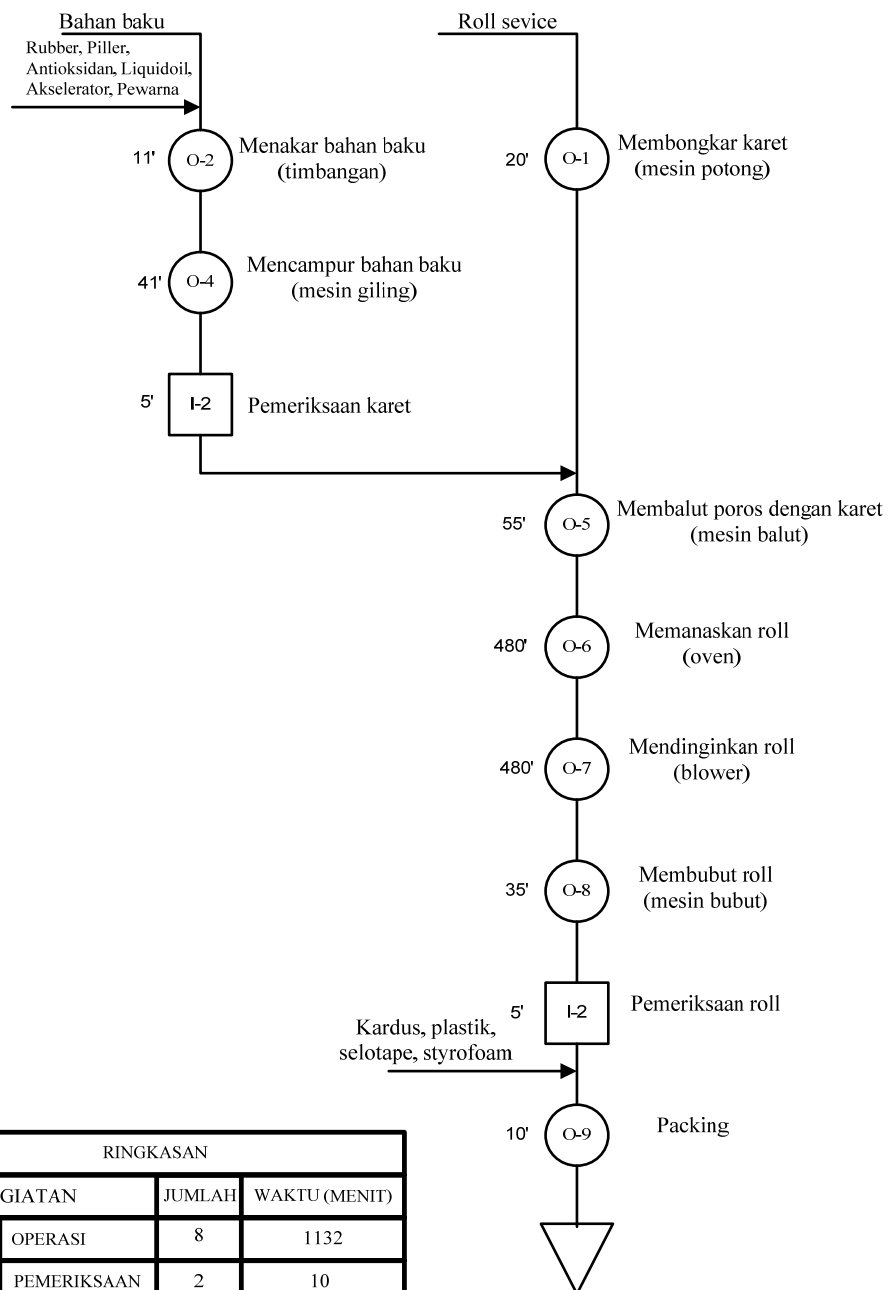 Bahan baku
Rubber, Piller,
Antioksidan, Liquidoil,
Akselerator, Pewarna
11'
O-2
Menakar bahan baku
(timbangan)
41'
O-4
Mencampur bahan baku
(mesin giling)
5'
I-2
Pemeriksaan karet
Roll sevice
20'
O-1
Membongkar karet
(mesin potong)
55'
O-5
Membalut poros dengan karet
(mesin balut)
480'
O-6
Memanaskan roll
(oven)
480'
O-7
Mendinginkan roll
(blower)
35'
O-8
Membubut roll
(mesin bubut)
5'
I-2
Pemeriksaan roll
Kardus, plastik,
selotape, styrofoam
10'
O-9
Packing
RINGKASAN
GIATAN JUMLAH WAKTU (MENIT)
OPERASI 8 1132
PEMERIKSAAN 2 10